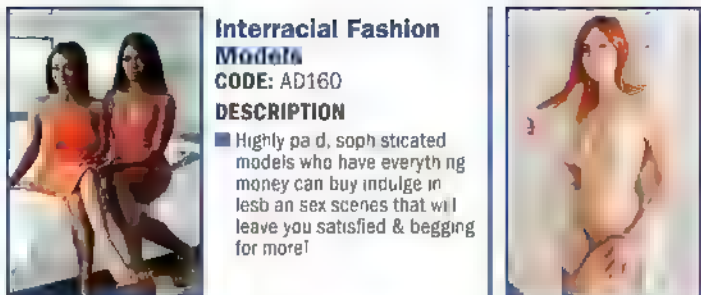 Interracial Fashion
Models
CODE: AD160
DESCRIPTION
Highly pa d, soph sticated
models who have everyth ng
money can buy indulge in
lesb an sex scenes that will
leave you satisfied & begging
for more!